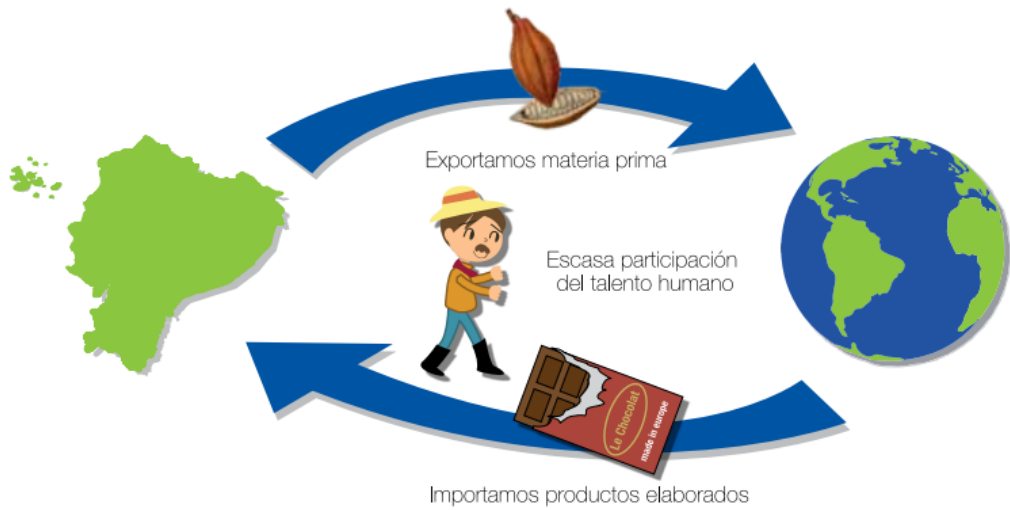 Exportamos materia prima
Escasa participación
del talento humano
Le Chocolat
made in europe
Importamos productos elaborados